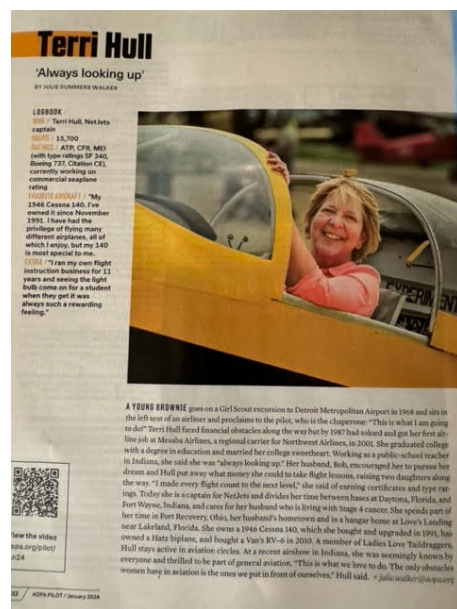 Terri Hull
'Always looking up'
BY JULIE SUMMERS WALKER
LOGBOOK /
WHO / Terri Hull, NetJets
captain
HOURS / 15,700
RATINGS / ATP, CFII, MEI
(with type ratings SF 340,
Boeing 737, Citation CE),
currently working on
commercial seaplane
rating
FAVORITE AIRCRAFT / "My
1946 Cessna 140. I've
owned it since November
1991. I have had the
privilege of flying many
different airplanes, all of
which I enjoy, but my 140
is most special to me.
EXTRA / "I ran my own flight
instruction business for 11
years and seeing the light
bulb come on for a student
when they get it was
always such a rewarding
feeling."
EXPERIMENT
A YOUNG BROWNIE goes on a Girl Scout excursion to Detroit Metropolitan Airport in 1968 and sits in
the left seat of an airliner and proclaims to the pilot, who is the chaperone: "This is what I am going
to do!" Terri Hull faced financial obstacles along the way but by 1987 had soloed and got her first air-
line job at Mesaba Airlines, a regional carrier for Northwest Airlines, in 2001. She graduated college
with a degree in education and married her college sweetheart. Working as a public-school teacher
in Indiana, she said she was "always looking up." Her husband, Bob, encouraged her to pursue her
dream and Hull put away what money she could to take flight lessons, raising two daughters along
the way. "I made every flight count to the next level," she said of earning certificates and type rat-
ings. Today she is a captain for NetJets and divides her time between bases at Daytona, Florida, and
Fort Wayne, Indiana, and cares for her husband who is living with Stage 4 cancer. She spends part of
her time in Fort Recovery, Ohio, her husband's hometown and in a hangar home at Love's Landing
near Lakeland, Florida. She owns a 1946 Cessna 140, which she bought and upgraded in 1991, has
owned a Hatz biplane, and bought a Van's RV-6 in 2010. A member of Ladies Love Taildraggers,
Hull stays active in aviation circles. At a recent airshow in Indiana, she was seemingly known by
everyone and thrilled to be part of general aviation. "This is what we love to do. The only obstacles
women have in aviation is the ones we put in front of ourselves," Hull said. julie.walker@aopa.org
iew the video
opa.org/pilot/
r24
32 AOPA PILOT / January 2024